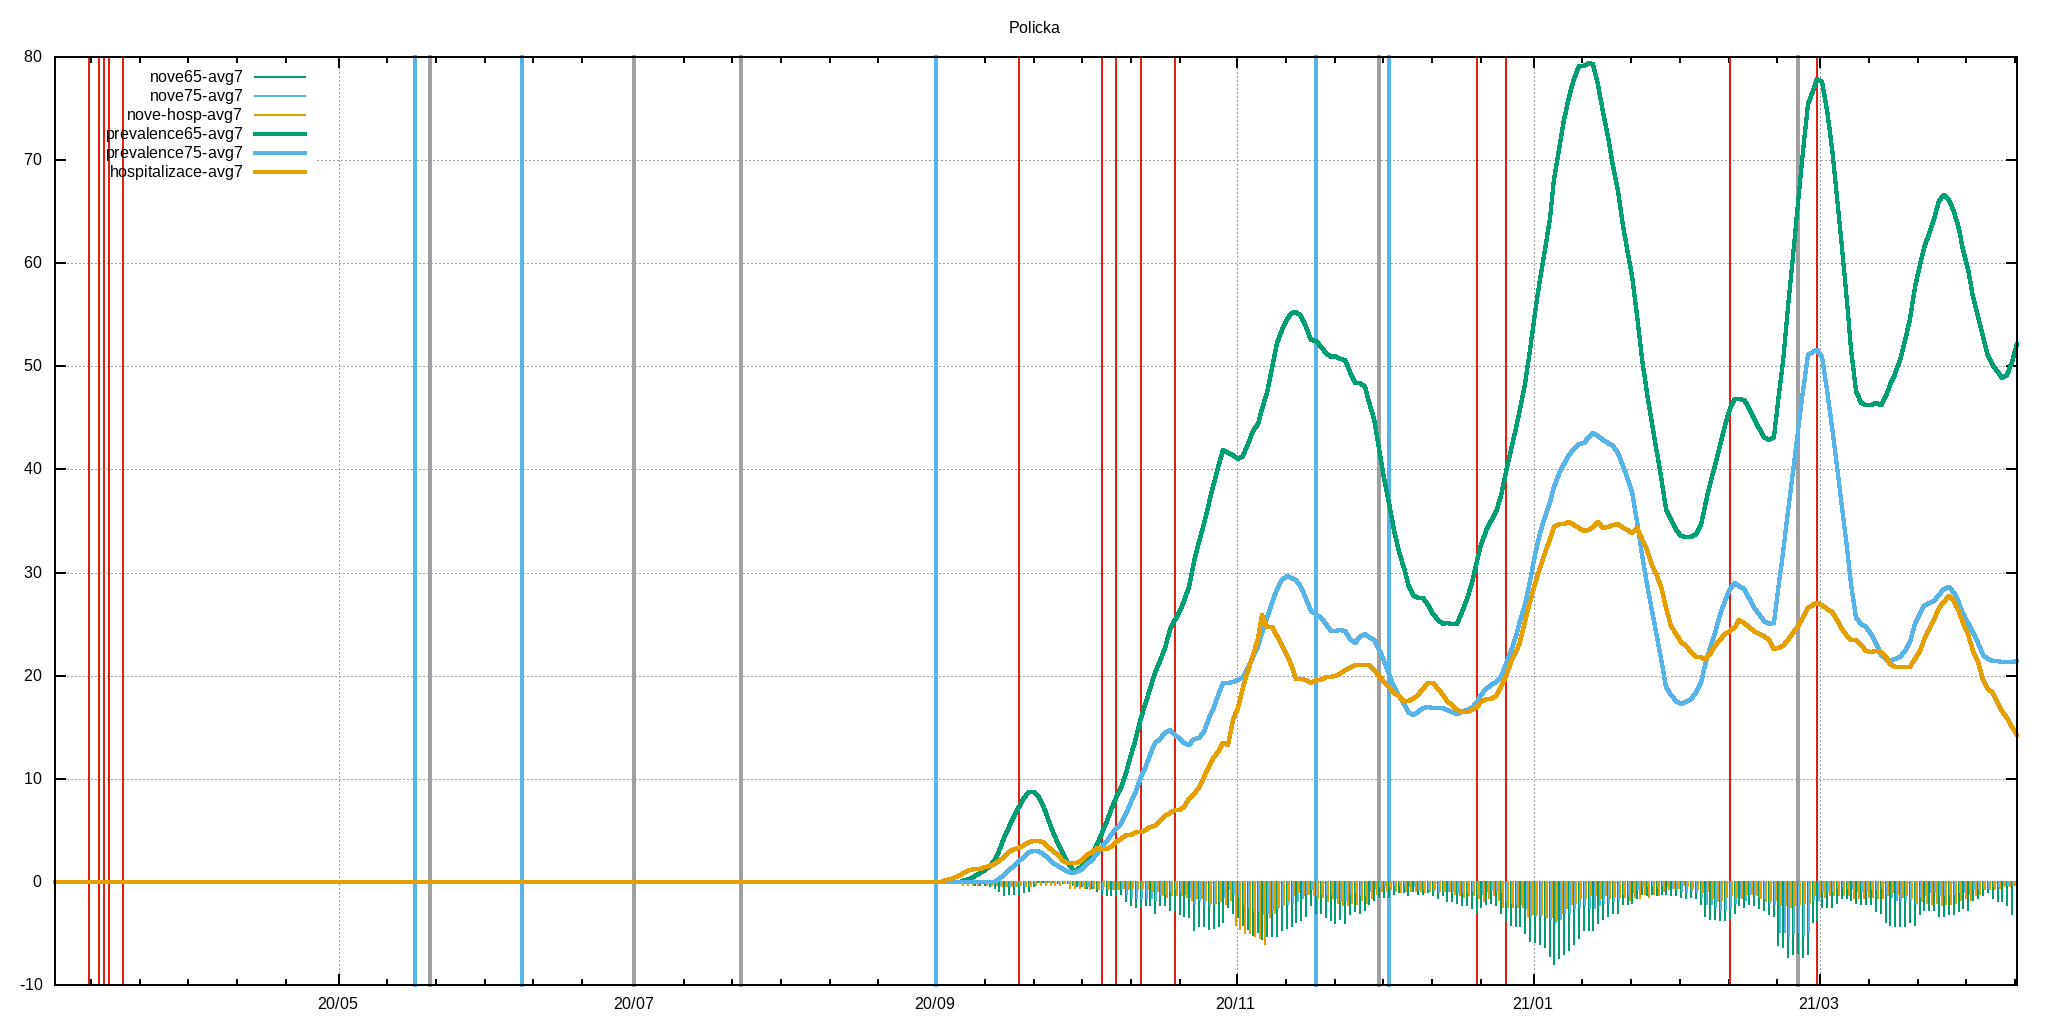 Policka
80
nove65-avg7
nove75-avg7
nove-hosp-avg7
prevalence65-avg7
prevalence75-avg7
hospitalizace-avg7
70
60
50
40
30
20
10
0
-10
20/05 20/07 20/09 20/11 21/01 21/03